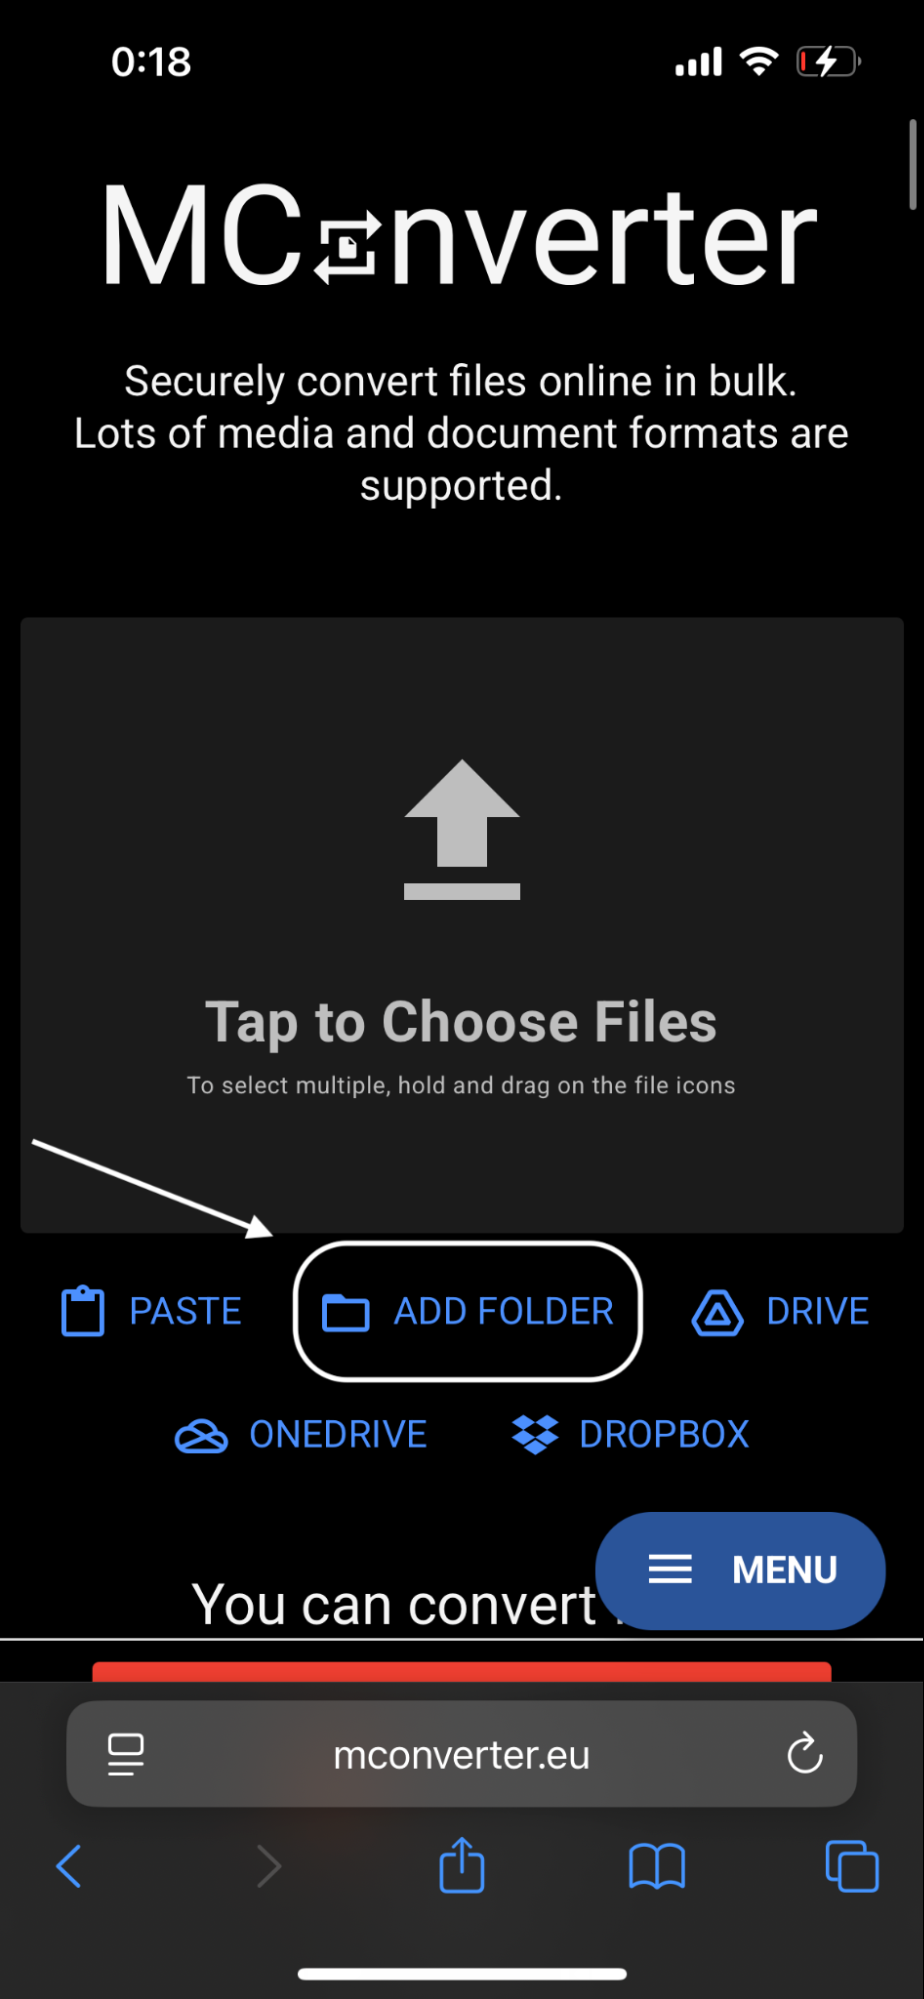 0:18
MConverter
Securely convert files online in bulk.
Lots of media and document formats are
supported.
Tap to Choose Files
To select multiple, hold and drag on the file icons
PASTE
ADD FOLDER
DRIVE
ONEDRIVE
DROPBOX
MENU
You can convert
mconverter.eu